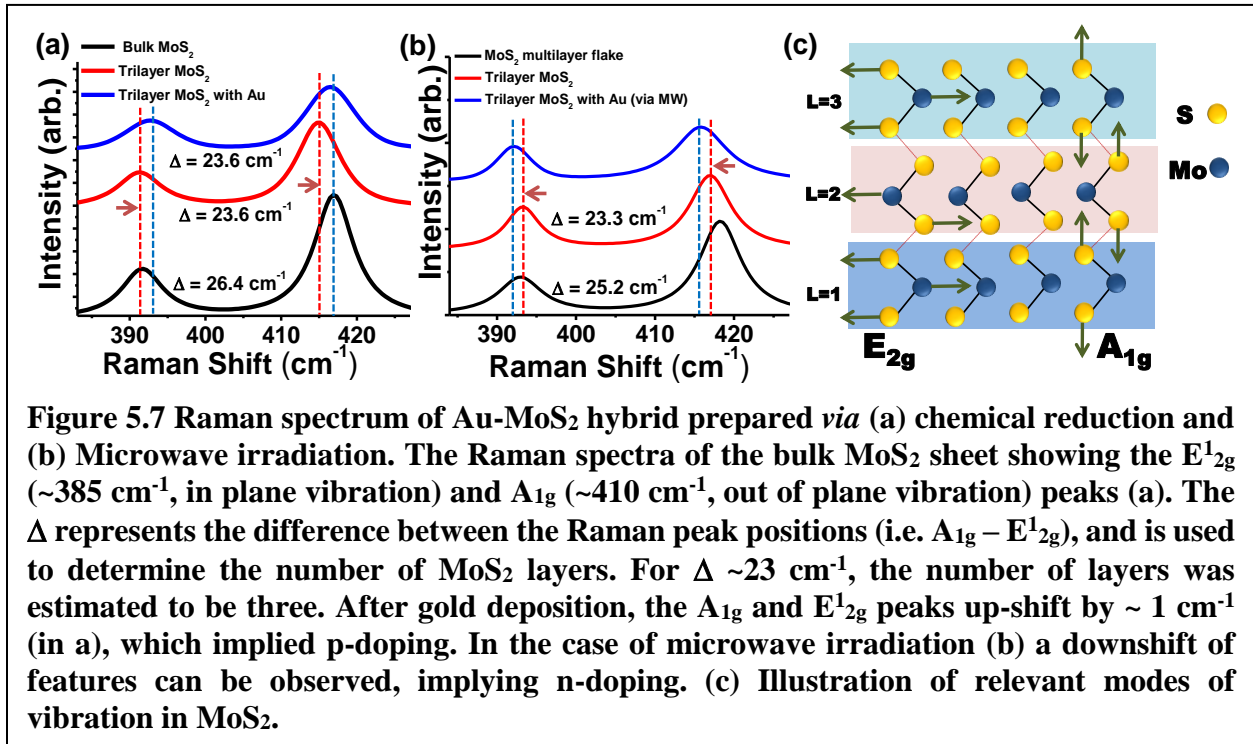 (a)
Bulk MoS₂
Trilayer MoS₂
Trilayer MoS₂ with Au
Δ = 23.6 cm⁻¹
Δ = 23.6 cm⁻¹
Δ = 26.4 cm⁻¹
Intensity (arb.)
390 400 410 420
Raman Shift (cm⁻¹)
(b)
MoS₂ multilayer flake
Trilayer MoS₂
Trilayer MoS₂ with Au (via MW)
Δ = 23.3 cm⁻¹
Δ = 25.2 cm⁻¹
Intensity (arb.)
390 400 410 420
Raman Shift (cm⁻¹)
(c)
L=3
L=2
L=1
S
Mo
E₂g
A₁g
Figure 5.7 Raman spectrum of Au-MoS₂ hybrid prepared via (a) chemical reduction and
(b) Microwave irradiation. The Raman spectra of the bulk MoS₂ sheet showing the E¹₂g
(~385 cm⁻¹, in plane vibration) and A₁g (~410 cm⁻¹, out of plane vibration) peaks (a). The
Δ represents the difference between the Raman peak positions (i.e. A₁g – E¹₂g), and is used
to determine the number of MoS₂ layers. For Δ ~23 cm⁻¹, the number of layers was
estimated to be three. After gold deposition, the A₁g and E¹₂g peaks up-shift by ~ 1 cm⁻¹
(in a), which implied p-doping. In the case of microwave irradiation (b) a downshift of
features can be observed, implying n-doping. (c) Illustration of relevant modes of
vibration in MoS₂.